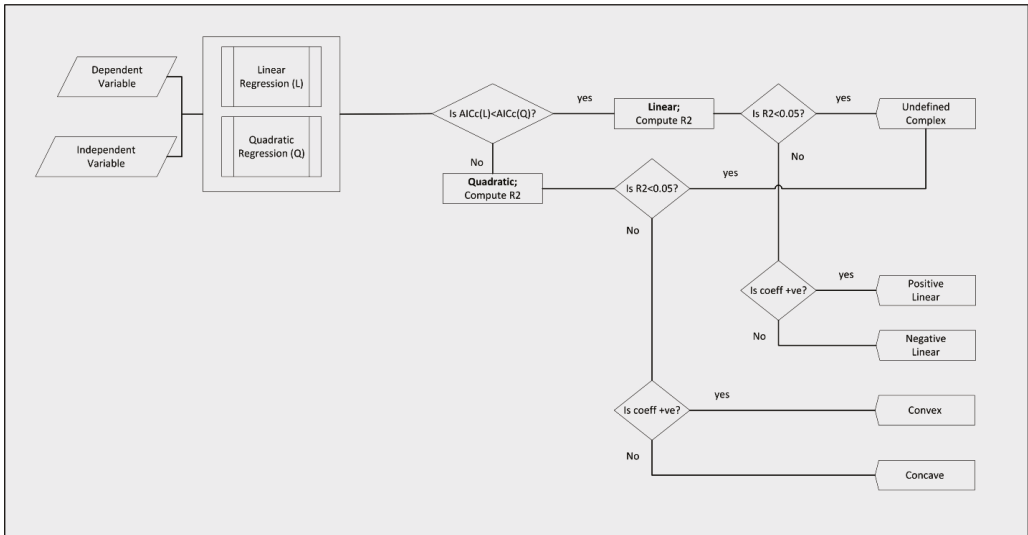 Dependent
Variable
Independent
Variable
Linear
Regression (L)
Quadratic
Regression (Q)
Is AICc(L)<AICc(Q)?
yes
No
Linear;
Compute R2
Quadratic;
Compute R2
Is R2<0.05?
yes
No
Undefined
Complex
Is R2<0.05?
yes
No
Is coeff +ve?
yes
No
Positive
Linear
Negative
Linear
Is coeff +ve?
yes
No
Convex
Concave